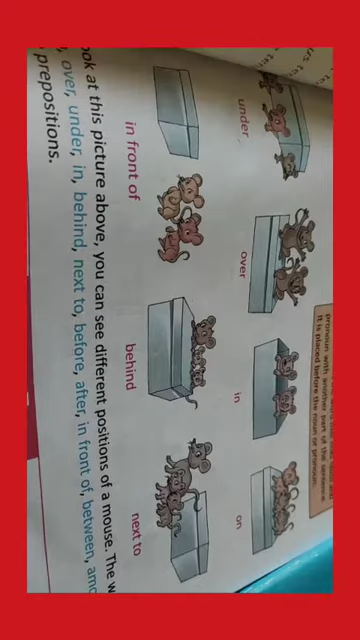 pronoun with another part of the sentence.
It is placed before the noun or pronoun.
under
over
in
on
in front of
behind
next to
ook at this picture above, you can see different positions of a mouse. The
over, under, in, behind, next to, before, after, in front of, between,
prepositions.